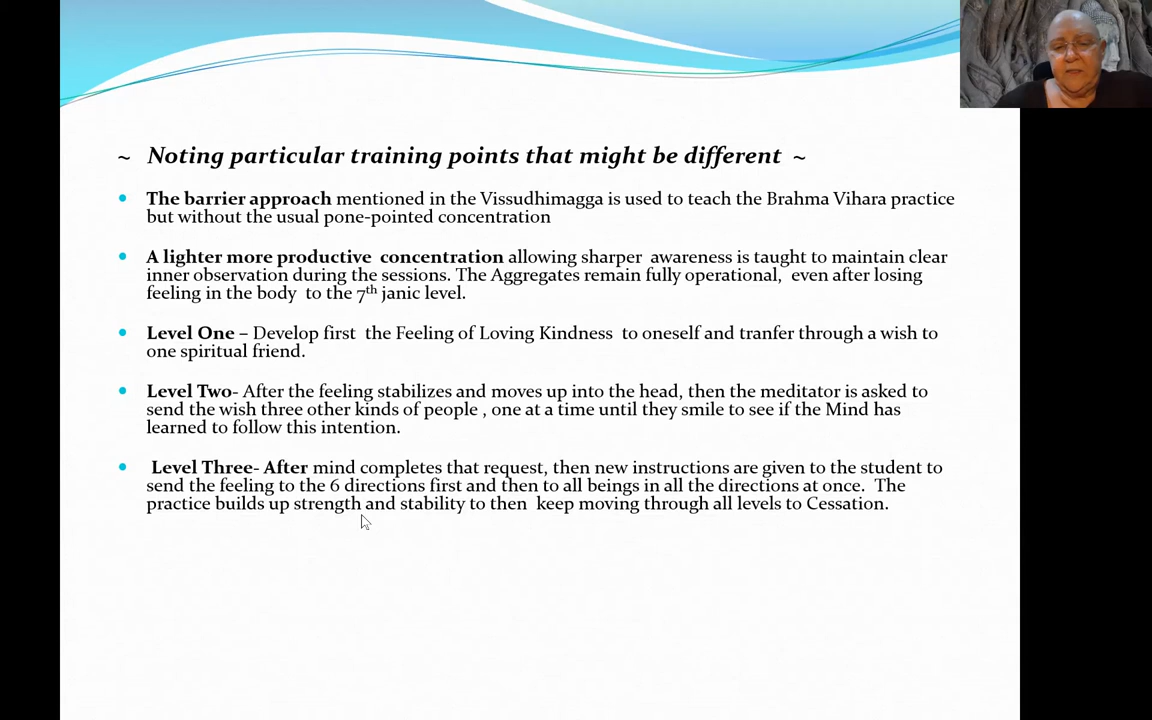 ~ Noting particular training points that might be different ~
• The barrier approach mentioned in the Vissudhimagga is used to teach the Brahma Vihara practice
but without the usual pone-pointed concentration
• A lighter more productive concentration allowing sharper awareness is taught to maintain clear
inner observation during the sessions. The Aggregates remain fully operational, even after losing
feeling in the body to the 7th janic level.
• Level One – Develop first the Feeling of Loving Kindness to oneself and tranfer through a wish to
one spiritual friend.
• Level Two- After the feeling stabilizes and moves up into the head, then the meditator is asked to
send the wish three other kinds of people , one at a time until they smile to see if the Mind has
learned to follow this intention.
• Level Three- After mind completes that request, then new instructions are given to the student to
send the feeling to the 6 directions first and then to all beings in all the directions at once. The
practice builds up strength and stability to then keep moving through all levels to Cessation.